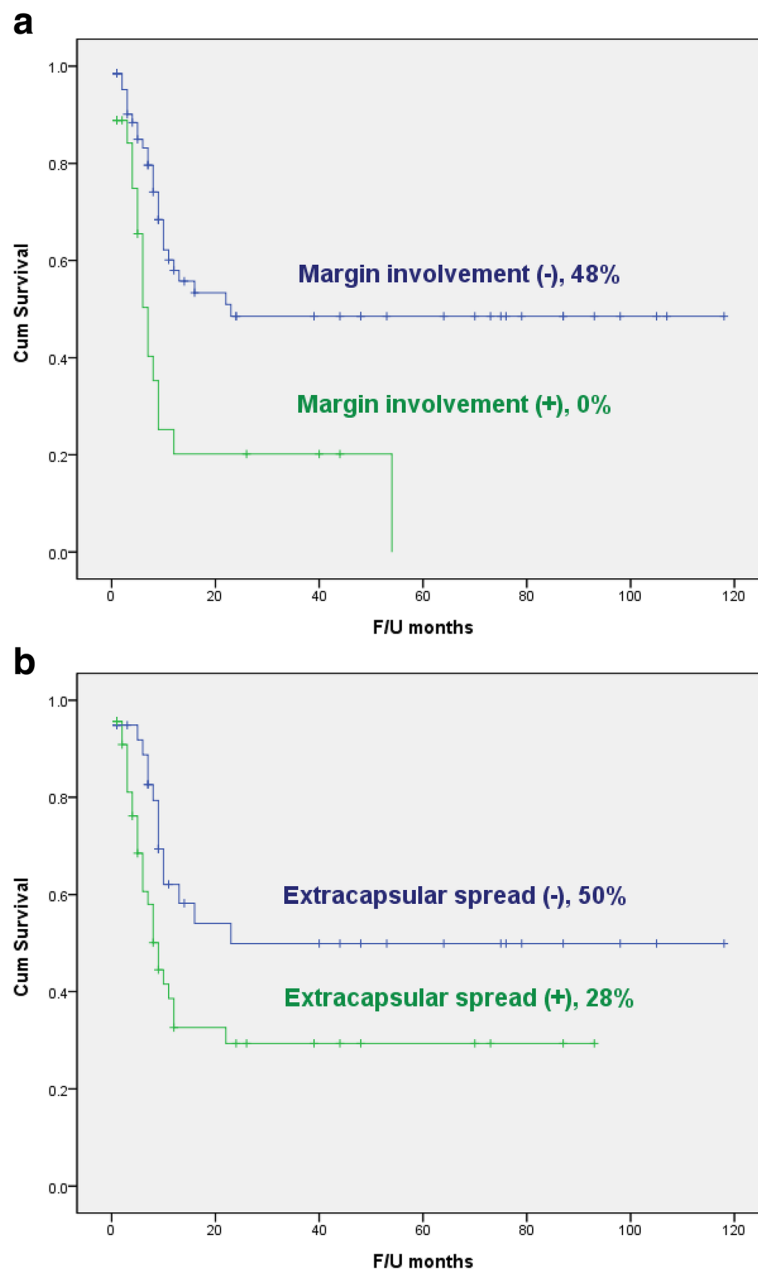 a
1.0
0.8
0.6
0.4
0.2
0.0
Cum Survival
Margin involvement (-), 48%
Margin involvement (+), 0%
0 20 40 60 80 100 120
F/U months
b
1.0
0.8
0.6
0.4
0.2
0.0
Cum Survival
Extracapsular spread (-), 50%
Extracapsular spread (+), 28%
0 20 40 60 80 100 120
F/U months